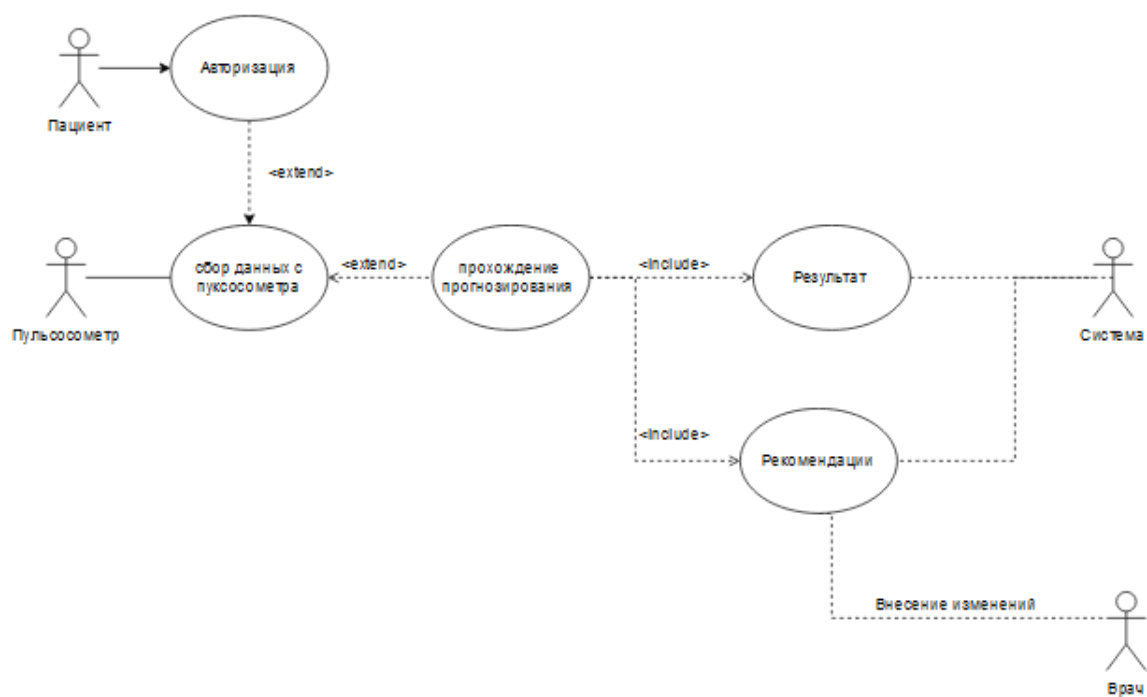 Авторизация
Пациент
<extend>
сбор данных с
пуксосометра
<extend>
прохождение
прогнозирования
<include>
Результат
Пульсосометр
Система
<include>
Рекомендации
Внесение изменений
Врач